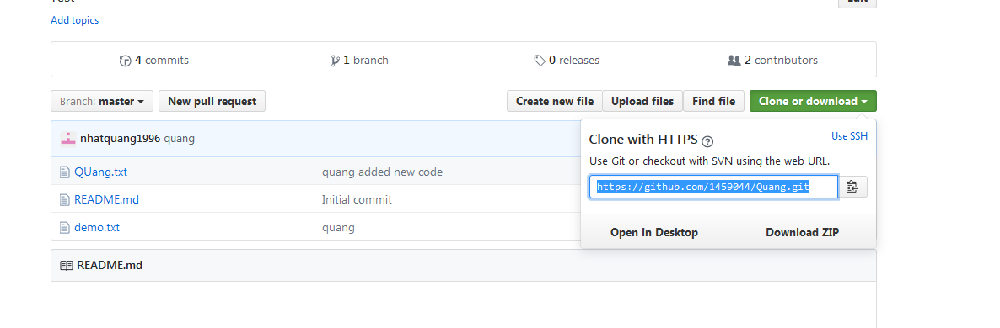 Add topics
4 commits 1 branch 0 releases 2 contributors
Branch: master New pull request Create new file Upload files Find file Clone or download
nhatquang1996 quang
Clone with HTTPS Use SSH
Use Git or checkout with SVN using the web URL.
QUang.txt quang added new code
https://github.com/1459044/Quang.git
README.md Initial commit
demo.txt quang
Open in Desktop Download ZIP
README.md